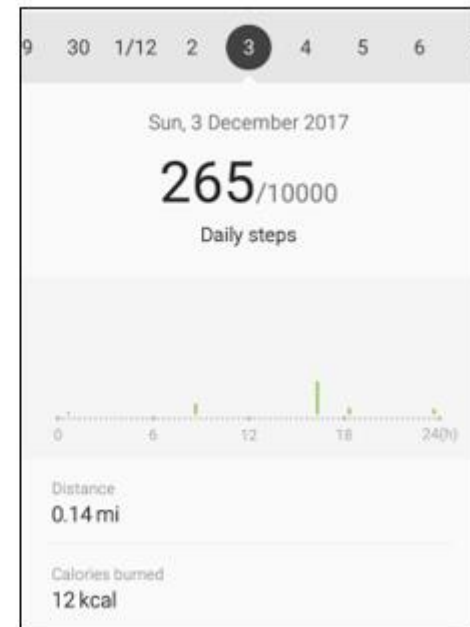 9 30 1/12 2 3 4 5 6
Sun, 3 December 2017
265/10000
Daily steps
0 6 12 18 24(h)
Distance
0.14 mi
Calories burned
12 kcal